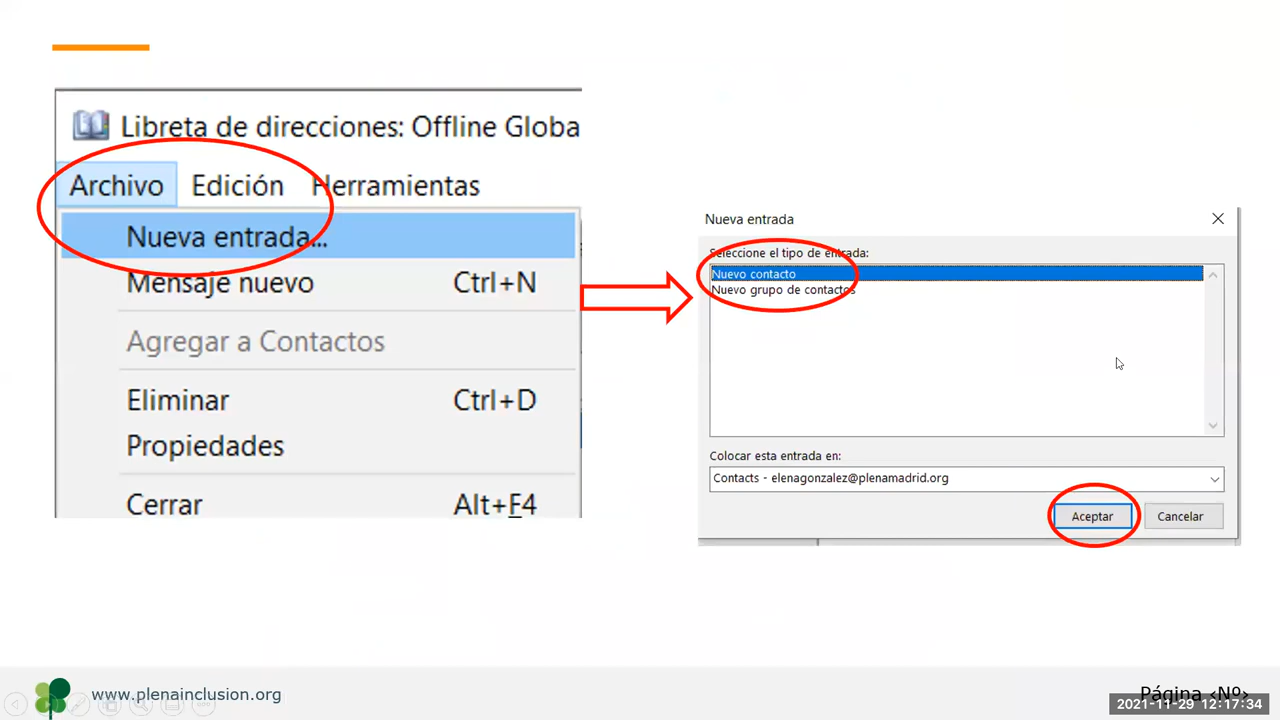 Libreta de direcciones: Offline Globa
Archivo Edición Herramientas
Nueva entrada...
Mensaje nuevo Ctrl+N
Agregar a Contactos
Eliminar Ctrl+D
Propiedades
Cerrar Alt+F4
Nueva entrada
Seleccione el tipo de entrada:
Nuevo contacto
Nuevo grupo de contactos
Colocar esta entrada en:
Contacts - elenagonzalez@plenamadrid.org
Aceptar Cancelar
www.plenainclusion.org
Página ‹Nº›
2021-11-29 12:17:34